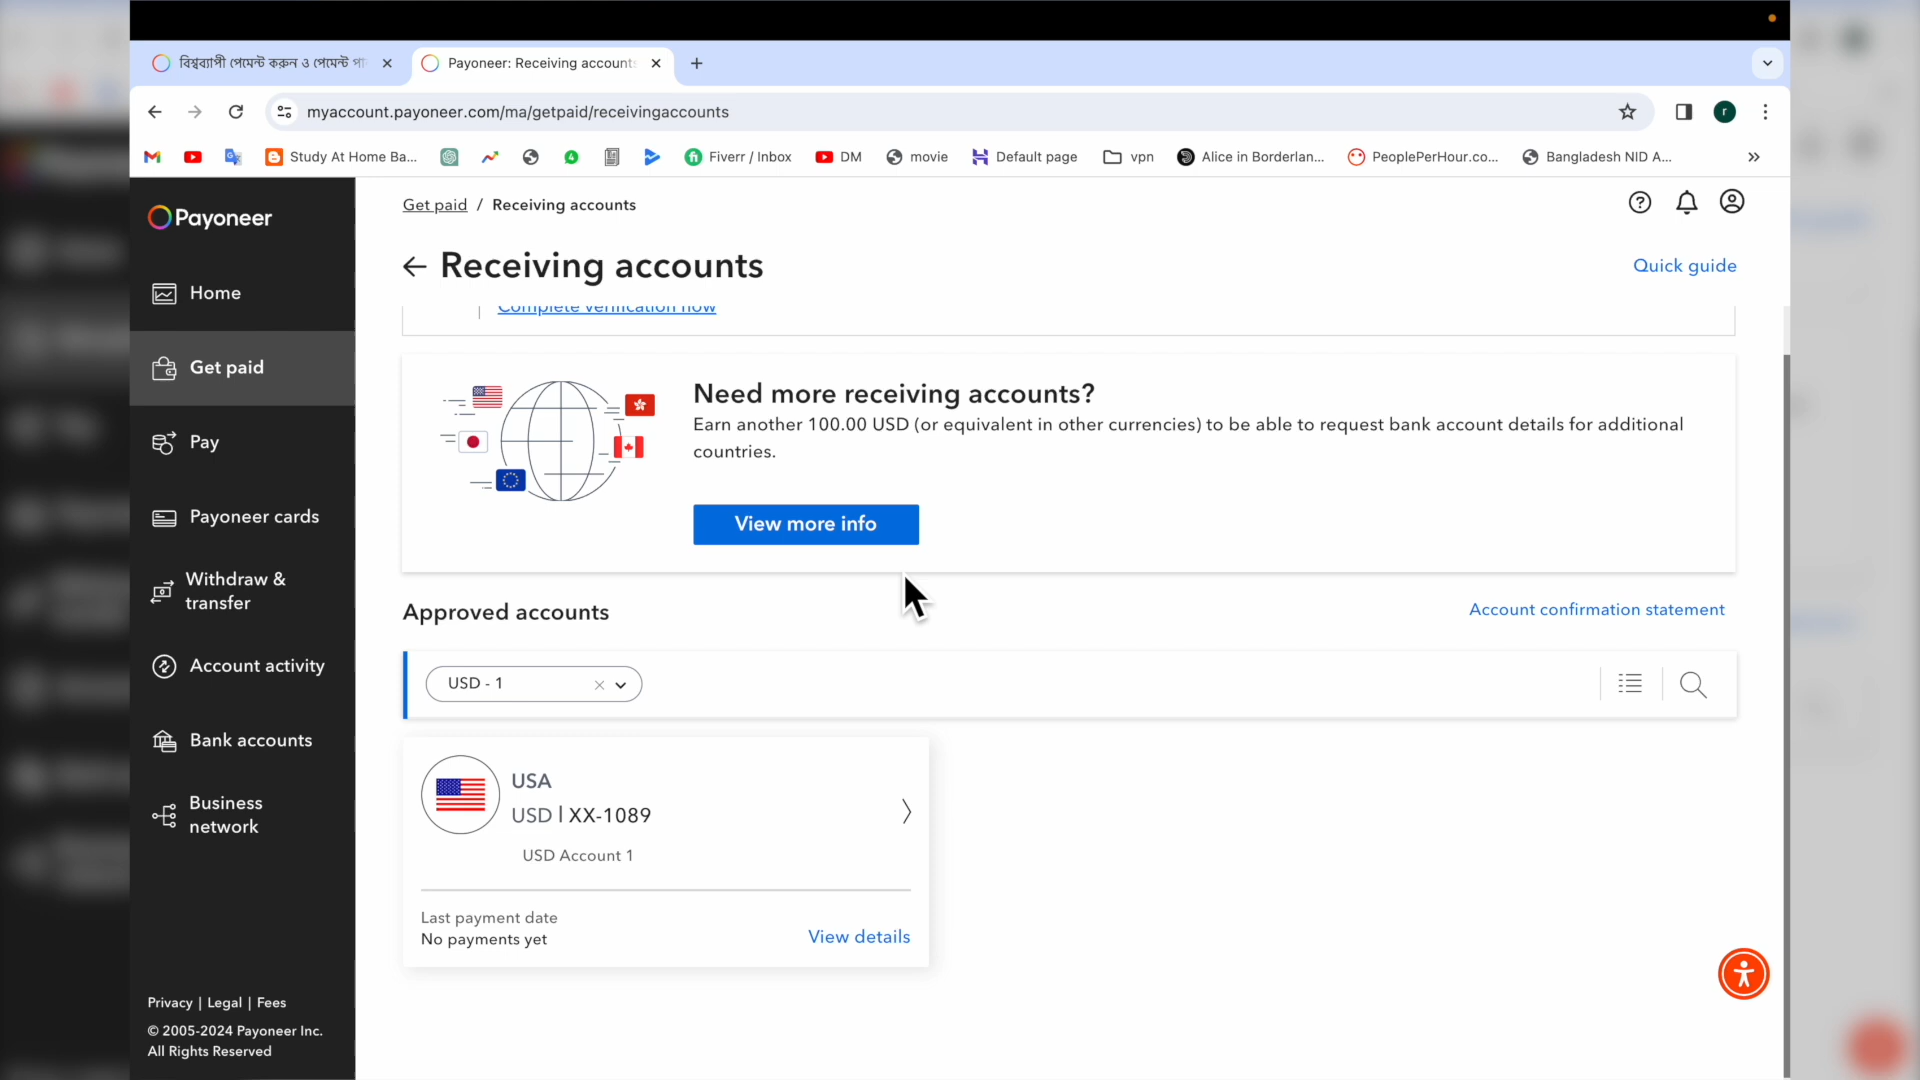 বিশ্বব্যাপী পেমেন্ট করুন ও পেমেন্ট
Payoneer: Receiving account
myaccount.payoneer.com/ma/getpaid/receivingaccounts
r
Study At Home Ba...
4
Fiverr / Inbox
DM
movie
Default page
vpn
Alice in Borderlan...
PeoplePerHour.co...
Bangladesh NID A...
Payoneer
Home
Get paid
Pay
Payoneer cards
Withdraw &
transfer
Account activity
Bank accounts
Business
network
Privacy | Legal | Fees
© 2005-2024 Payoneer Inc.
All Rights Reserved
Get paid / Receiving accounts
Receiving accounts
Quick guide
Complete verification now
Need more receiving accounts?
Earn another 100.00 USD (or equivalent in other currencies) to be able to request bank account details for additional
countries.
View more info
Approved accounts
Account confirmation statement
USD - 1
USA
USD | XX-1089
USD Account 1
Last payment date
No payments yet
View details